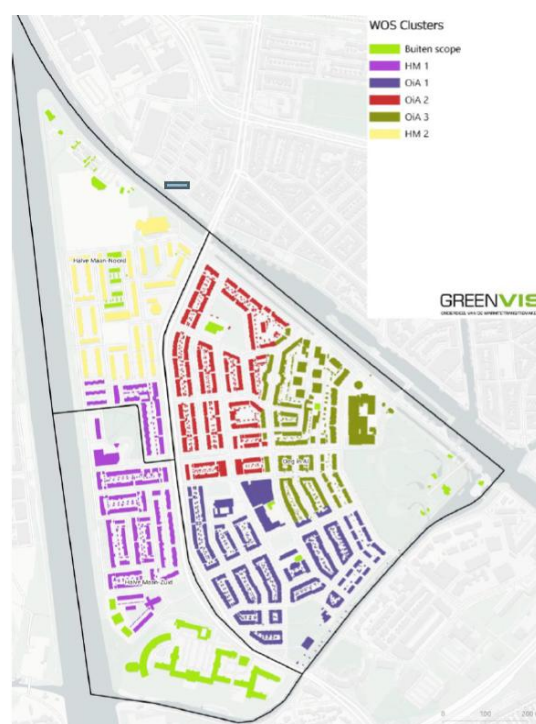 WOS Clusters
Buiten scope
HM 1
OiA 1
OiA 2
OiA 3
HM 2
GREENVIS
Halve Maan-Noord
Halve Maan-Zuid
0 100 200